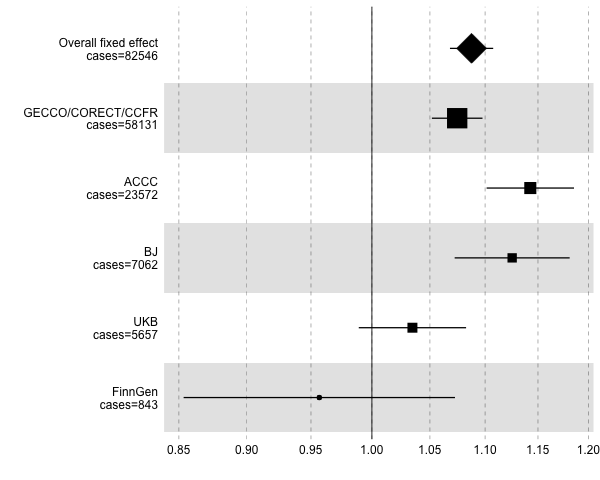 Overall fixed effect
cases=82546
GECCO/CORECT/CCFR
cases=58131
ACCC
cases=23572
BJ
cases=7062
UKB
cases=5657
FinnGen
cases=843
0.85 0.90 0.95 1.00 1.05 1.10 1.15 1.20